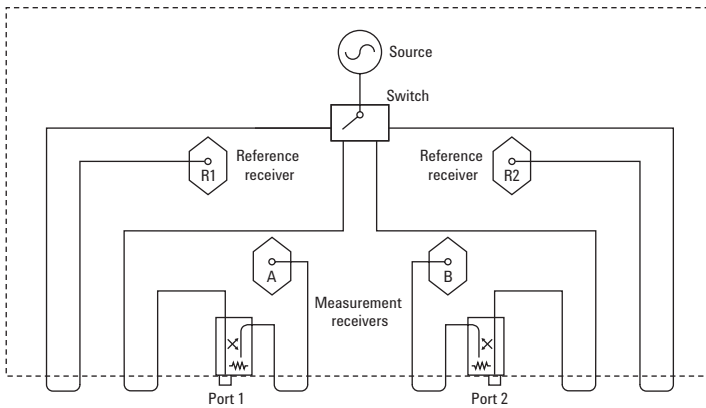 Source
Switch
Reference
receiver
R1
Reference
receiver
R2
A
B
Measurement
receivers
Port 1
Port 2